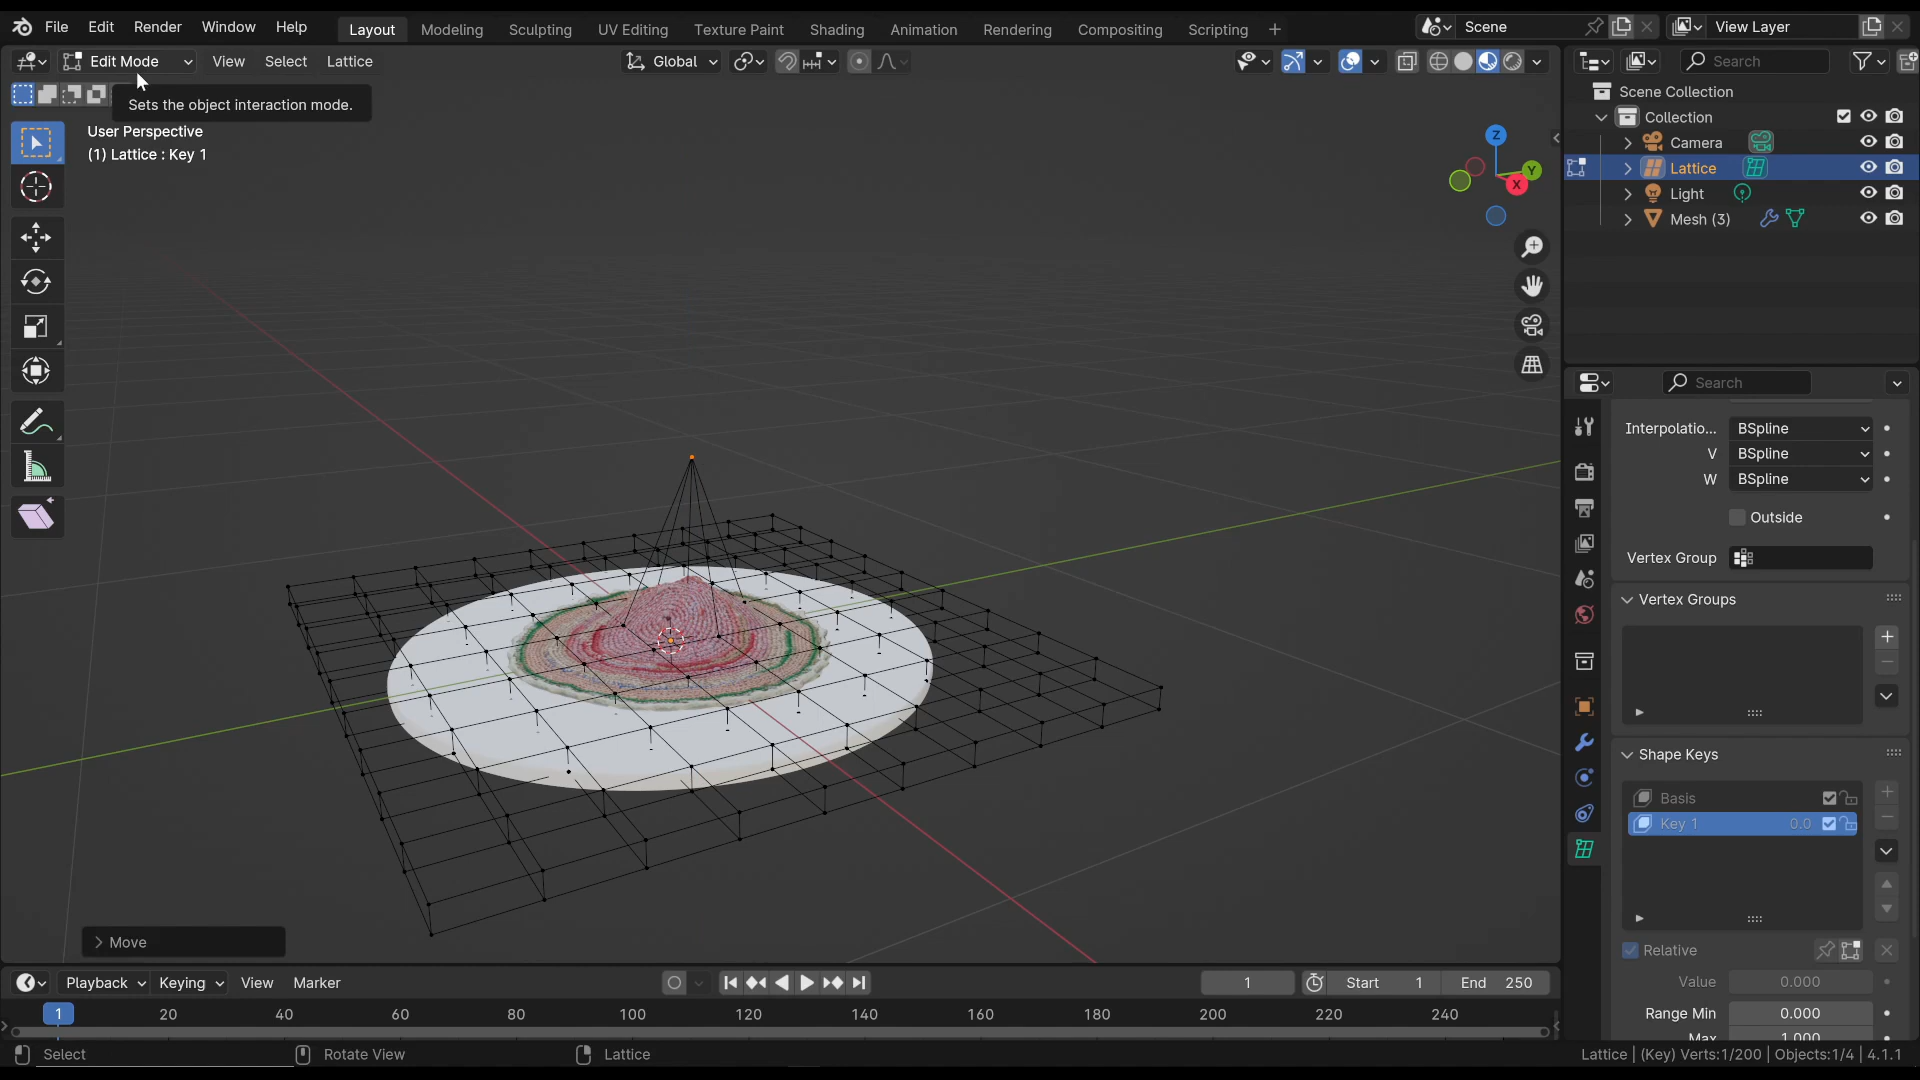 File Edit Render Window Help Layout Modeling Sculpting UV Editing Texture Paint Shading Animation Rendering Compositing Scripting + Scene View Layer
Edit Mode View Select Lattice Global Search
Sets the object interaction mode.
User Perspective
(1) Lattice : Key 1
Z
Y
X
Scene Collection
Collection
Camera
Lattice
Light
Mesh (3)
Search
Interpolatio... BSpline
V BSpline
W BSpline
Outside
Vertex Group
Vertex Groups
Shape Keys
Basis
Key 1 0.0
Relative
Value 0.000
Range Min 0.000
Max 1.000
Move
Playback Keying View Marker 1 Start 1 End 250
1 20 40 60 80 100 120 140 160 180 200 220 240
Select Rotate View Lattice Lattice | (Key) Verts:1/200 | Objects:1/4 | 4.1.1